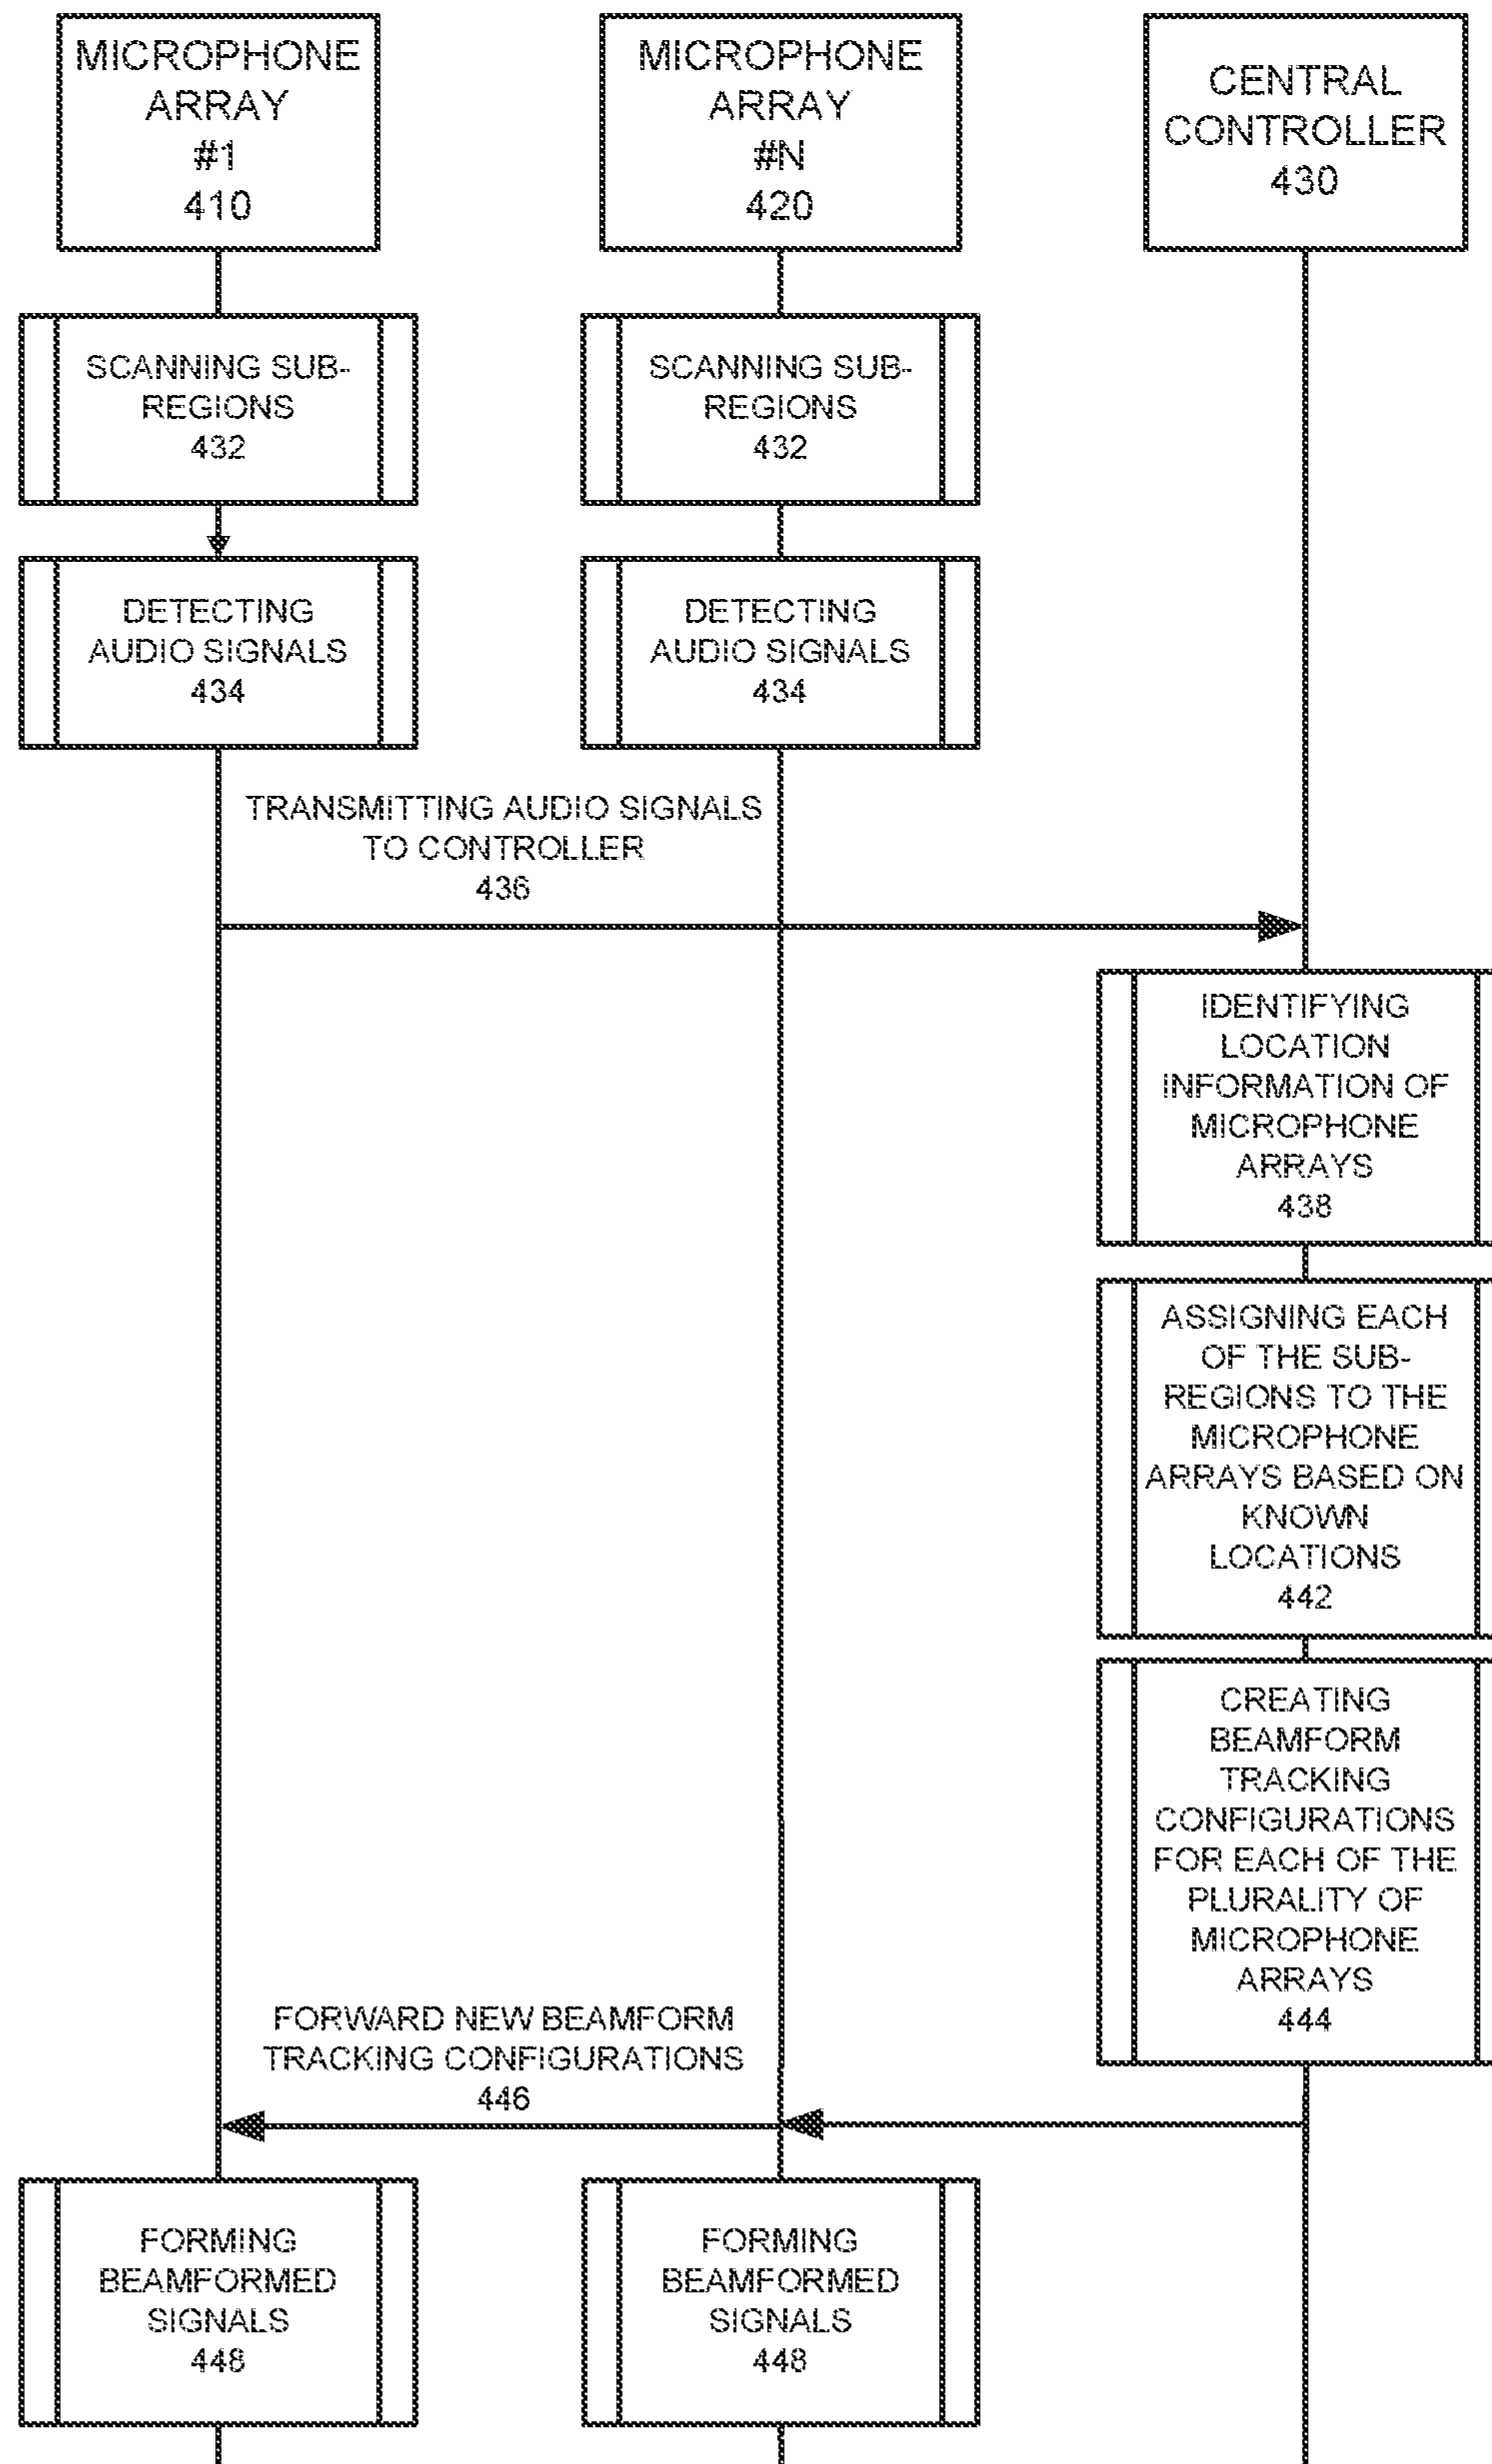 MICROPHONE
ARRAY
#1
410
MICROPHONE
ARRAY
#N
420
CENTRAL
CONTROLLER
430
SCANNING SUB-
REGIONS
432
SCANNING SUB-
REGIONS
432
DETECTING
AUDIO SIGNALS
434
DETECTING
AUDIO SIGNALS
434
TRANSMITTING AUDIO SIGNALS
TO CONTROLLER
436
IDENTIFYING
LOCATION
INFORMATION OF
MICROPHONE
ARRAYS
438
ASSIGNING EACH
OF THE SUB-
REGIONS TO THE
MICROPHONE
ARRAYS BASED ON
KNOWN
LOCATIONS
442
CREATING
BEAMFORM
TRACKING
CONFIGURATIONS
FOR EACH OF THE
PLURALITY OF
MICROPHONE
ARRAYS
444
FORWARD NEW BEAMFORM
TRACKING CONFIGURATIONS
446
FORMING
BEAMFORMED
SIGNALS
448
FORMING
BEAMFORMED
SIGNALS
448